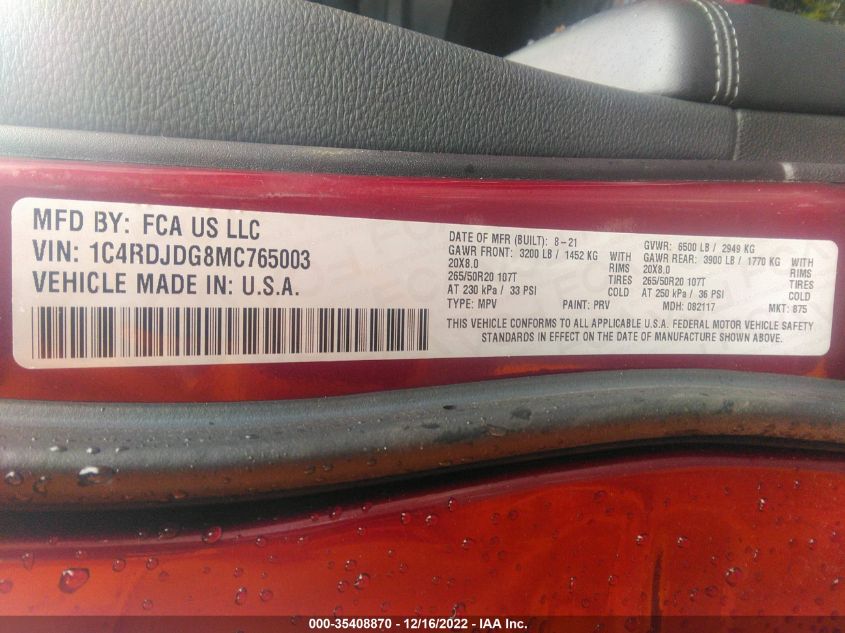 MFD BY: FCA US LLC
VIN: 1C4RDJDG8MC765003
VEHICLE MADE IN: U.S.A.
DATE OF MFR (BUILT): 8-21 GVWR: 6500 LB / 2949 KG
GAWR FRONT: 3200 LB / 1452 KG WITH GAWR REAR: 3900 LB / 1770 KG WITH
20X8.0 RIMS 20X8.0 RIMS
265/50R20 107T TIRES 265/50R20 107T TIRES
AT 230 kPa / 33 PSI COLD AT 250 kPa / 36 PSI COLD
TYPE: MPV PAINT: PRV MDH: 082117 MKT: 875
THIS VEHICLE CONFORMS TO ALL APPLICABLE U.S.A. FEDERAL MOTOR VEHICLE SAFETY
STANDARDS IN EFFECT ON THE DATE OF MANUFACTURE SHOWN ABOVE.
000-35408870 - 12/16/2022 - IAA Inc.